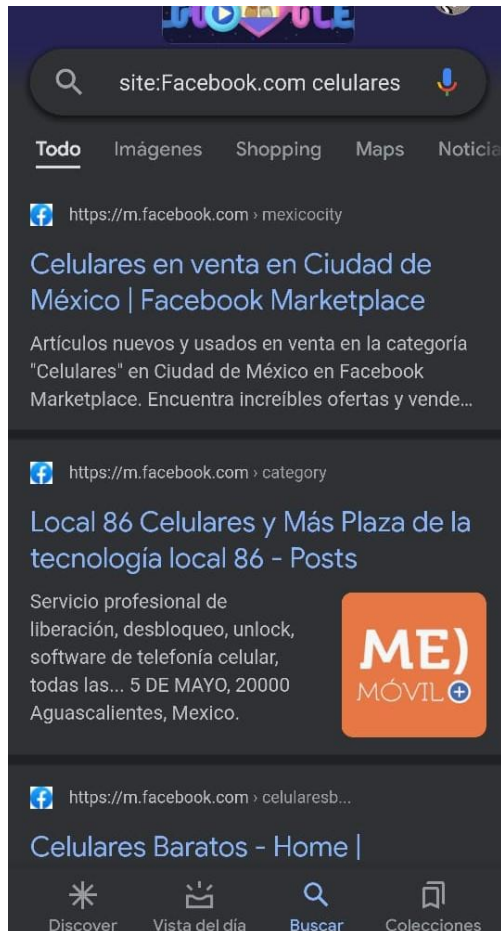 site:Facebook.com celulares
Todo Imágenes Shopping Maps Noticia
https://m.facebook.com › mexicocity
Celulares en venta en Ciudad de
México | Facebook Marketplace
Artículos nuevos y usados en venta en la categoría
"Celulares" en Ciudad de México en Facebook
Marketplace. Encuentra increíbles ofertas y vende...
https://m.facebook.com › category
Local 86 Celulares y Más Plaza de la
tecnología local 86 - Posts
Servicio profesional de
liberación, desbloqueo, unlock,
software de telefonía celular,
todas las... 5 DE MAYO, 20000
Aguascalientes, Mexico.
ME)
MÓVIL
https://m.facebook.com › celularesb...
Celulares Baratos - Home |
Discover Vista del día Buscar Colecciones